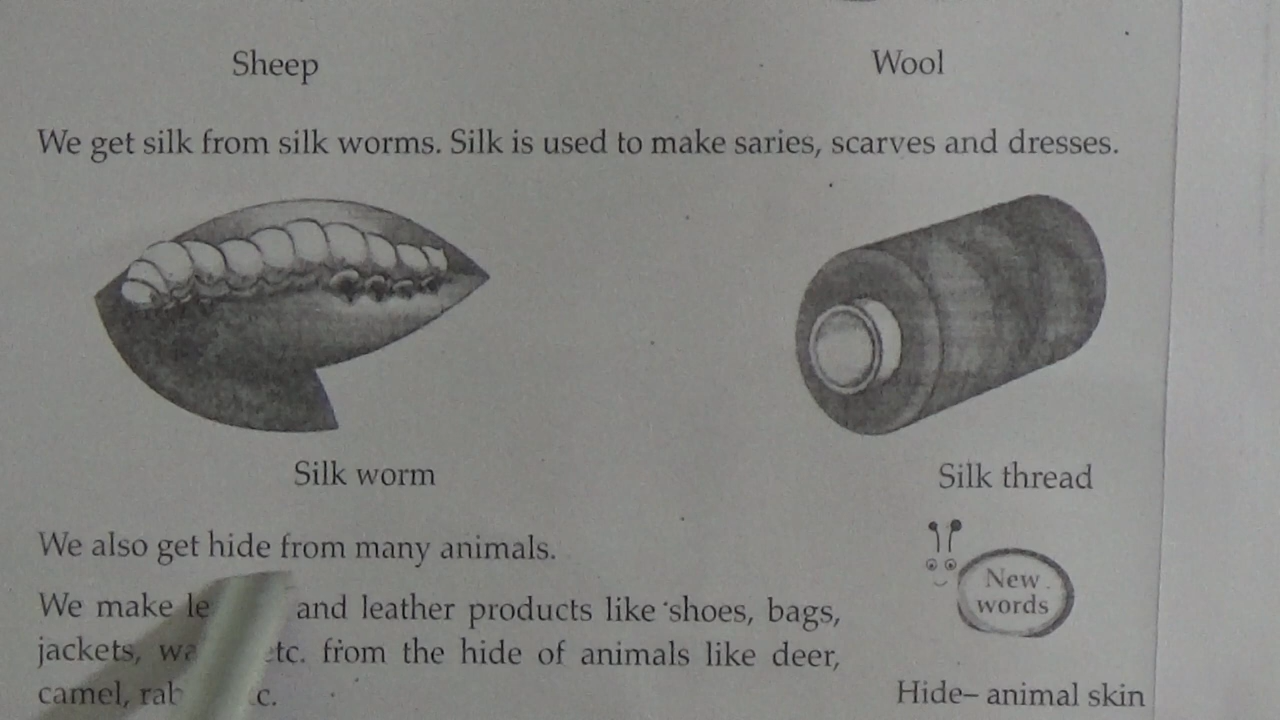 Sheep Wool
We get silk from silk worms. Silk is used to make saries, scarves and dresses.
Silk worm Silk thread
We also get hide from many animals.
New
words
We make and leather products like shoes, bags,
jackets, from the hide of animals like deer,
camel,
Hide– animal skin